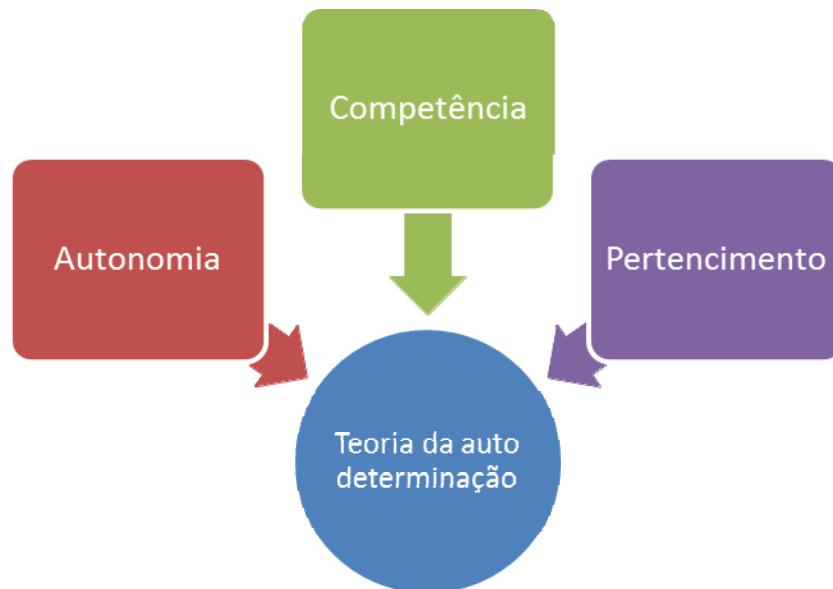 Competência
Autonomia
Pertencimento
Teoria da auto
determinação